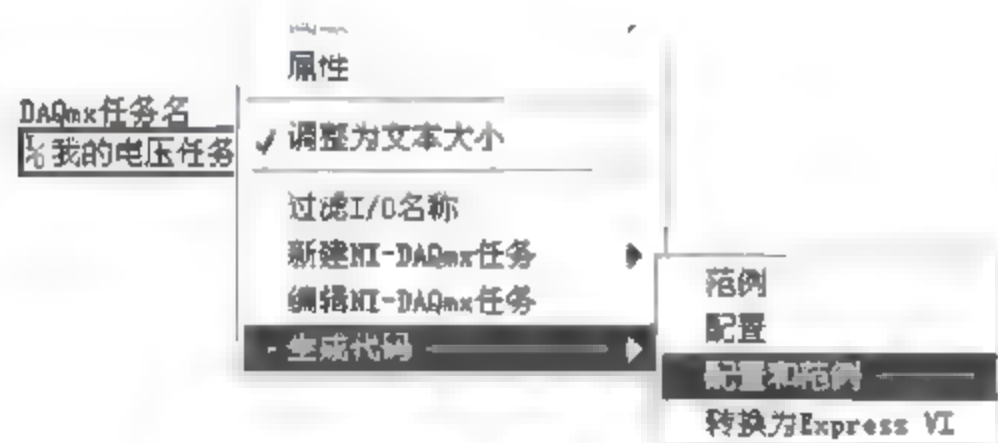 属性
DAQmx任务名
我的电压任务
✓ 调整为文本大小
过滤I/O名称
新建NI-DAQmx任务
编辑NI-DAQmx任务
生成代码
范例
配置
配置和范例
转换为Express VI